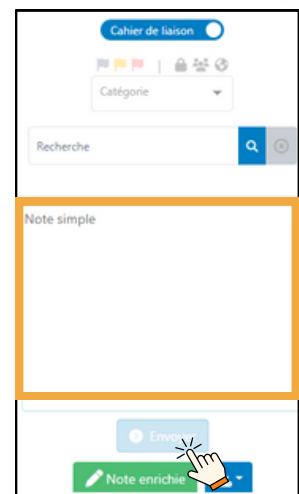 Cahier de liaison
Catégorie
Recherche
Note simple
Note enrichie